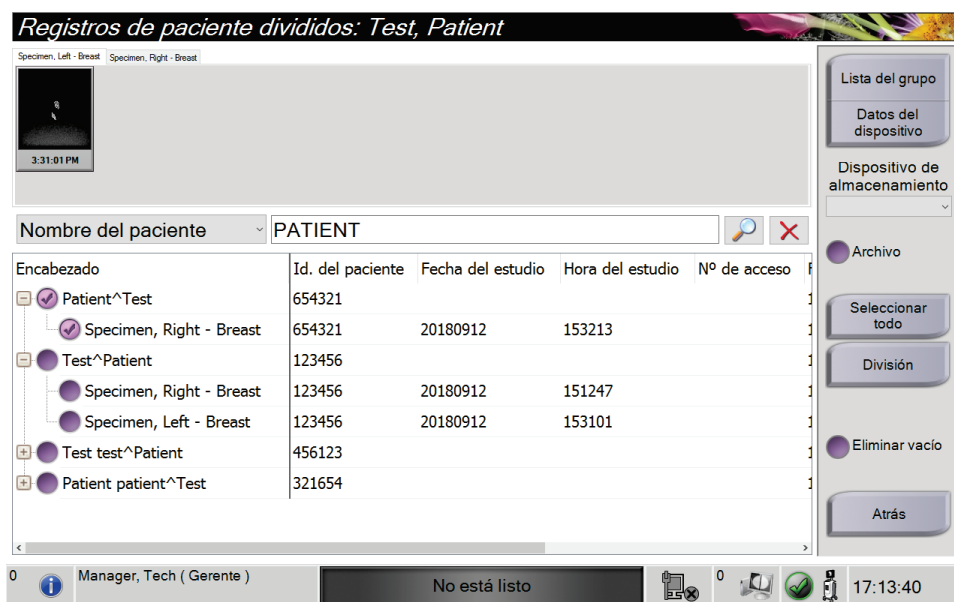 Registros de paciente divididos: Test, Patient
Specimen, Left - Breast Specimen, Right - Breast
3:31:01 PM
Lista del grupo
Datos del
dispositivo
Dispositivo de
almacenamiento
Nombre del paciente PATIENT
Archivo
Encabezado Id. del paciente Fecha del estudio Hora del estudio Nº de acceso
Patient^Test 654321
Specimen, Right - Breast 654321 20180912 153213
Test^Patient 123456
Specimen, Right - Breast 123456 20180912 151247
Specimen, Left - Breast 123456 20180912 153101
Test test^Patient 456123
Patient patient^Test 321654
Seleccionar
todo
División
Eliminar vacío
Atrás
0 Manager, Tech ( Gerente ) No está listo 0 17:13:40